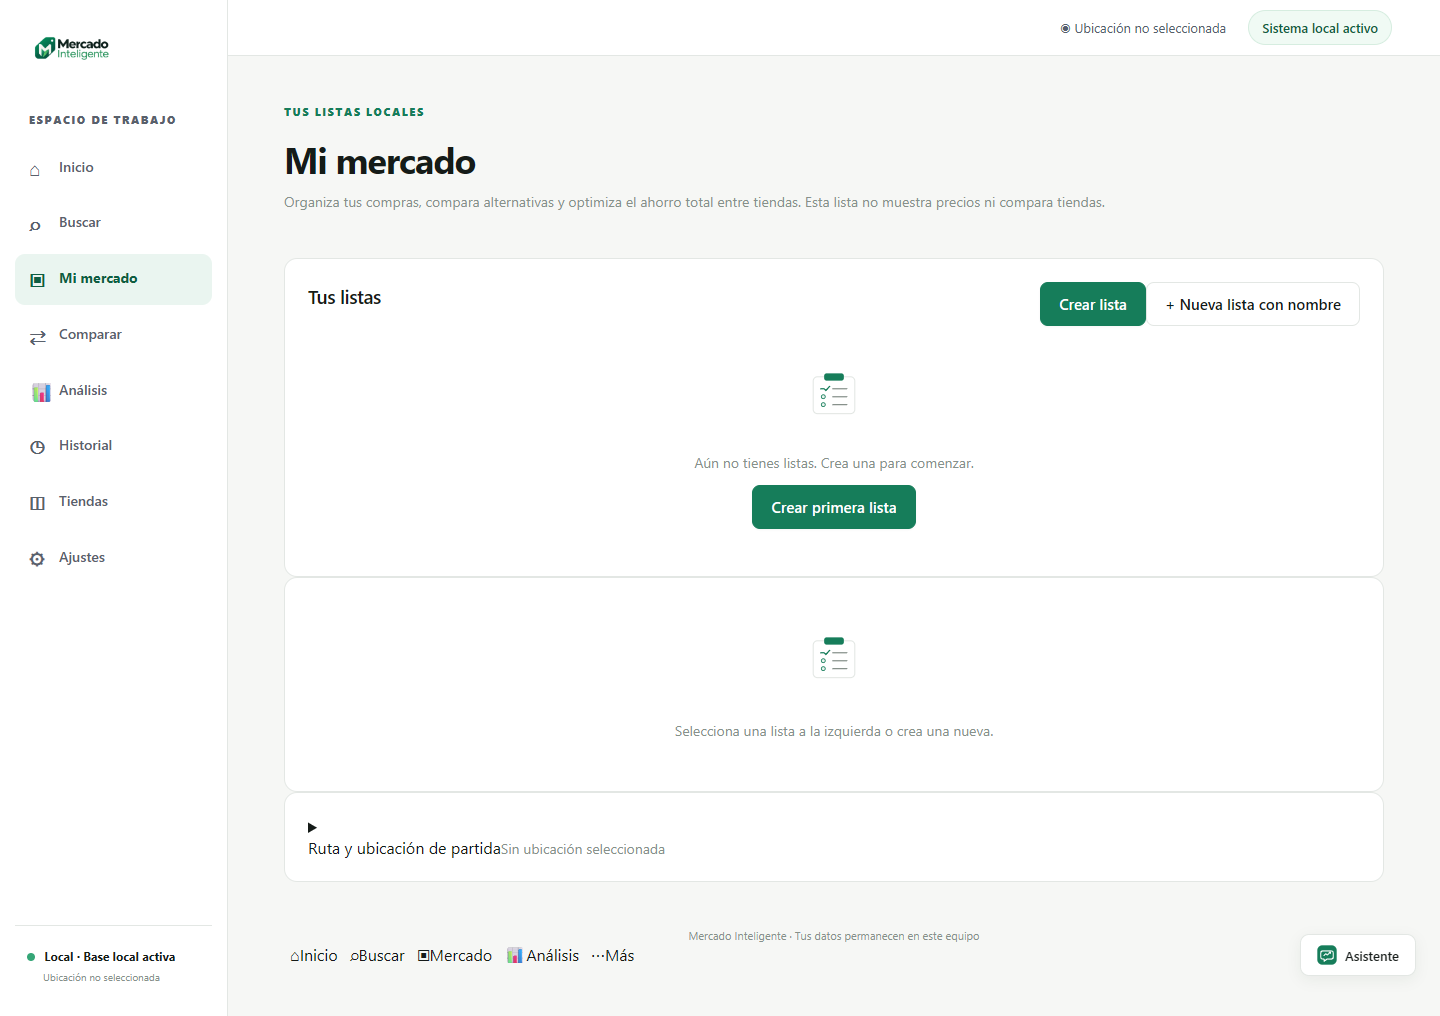 Mercado
Inteligente
◉ Ubicación no seleccionada
Sistema local activo
ESPACIO DE TRABAJO
Inicio
Buscar
Mi mercado
Comparar
Análisis
Historial
Tiendas
Ajustes
Local · Base local activa
Ubicación no seleccionada
TUS LISTAS LOCALES
Mi mercado
Organiza tus compras, compara alternativas y optimiza el ahorro total entre tiendas. Esta lista no muestra precios ni compara tiendas.
Tus listas
Crear lista
+ Nueva lista con nombre
Aún no tienes listas. Crea una para comenzar.
Crear primera lista
Selecciona una lista a la izquierda o crea una nueva.
Ruta y ubicación de partidaSin ubicación seleccionada
Mercado Inteligente · Tus datos permanecen en este equipo
⌂Inicio ⌕Buscar ▣Mercado 📊 Análisis ···Más
Asistente